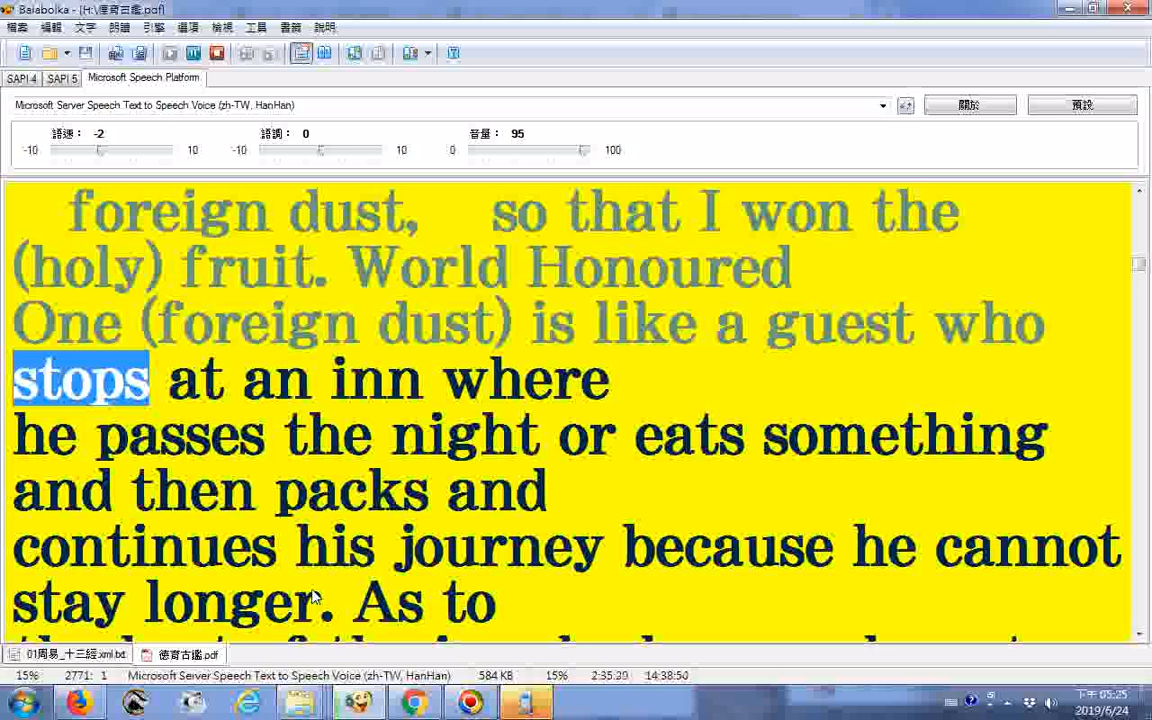 Balabolka - [H:\德育古鑑.pdf]
檔案 編輯 文字 朗讀 引擎 選項 檢視 工具 書籤 說明
SAPI 4 SAPI 5 Microsoft Speech Platform
Microsoft Server Speech Text to Speech Voice (zh-TW, HanHan) 關於 預設
語速： -2 語調： 0 音量： 95
-10 10 -10 10 0 100
foreign dust, so that I won the
(holy) fruit. World Honoured
One (foreign dust) is like a guest who
stops at an inn where
he passes the night or eats something
and then packs and
continues his journey because he cannot
stay longer. As to
01周易_十三經.xml.txt 德育古鑑.pdf
15% 2771: 1 Microsoft Server Speech Text to Speech Voice (zh-TW, HanHan) 584 KB 15% 2:35:20 14:38:50
下午 05:25
2019/6/24